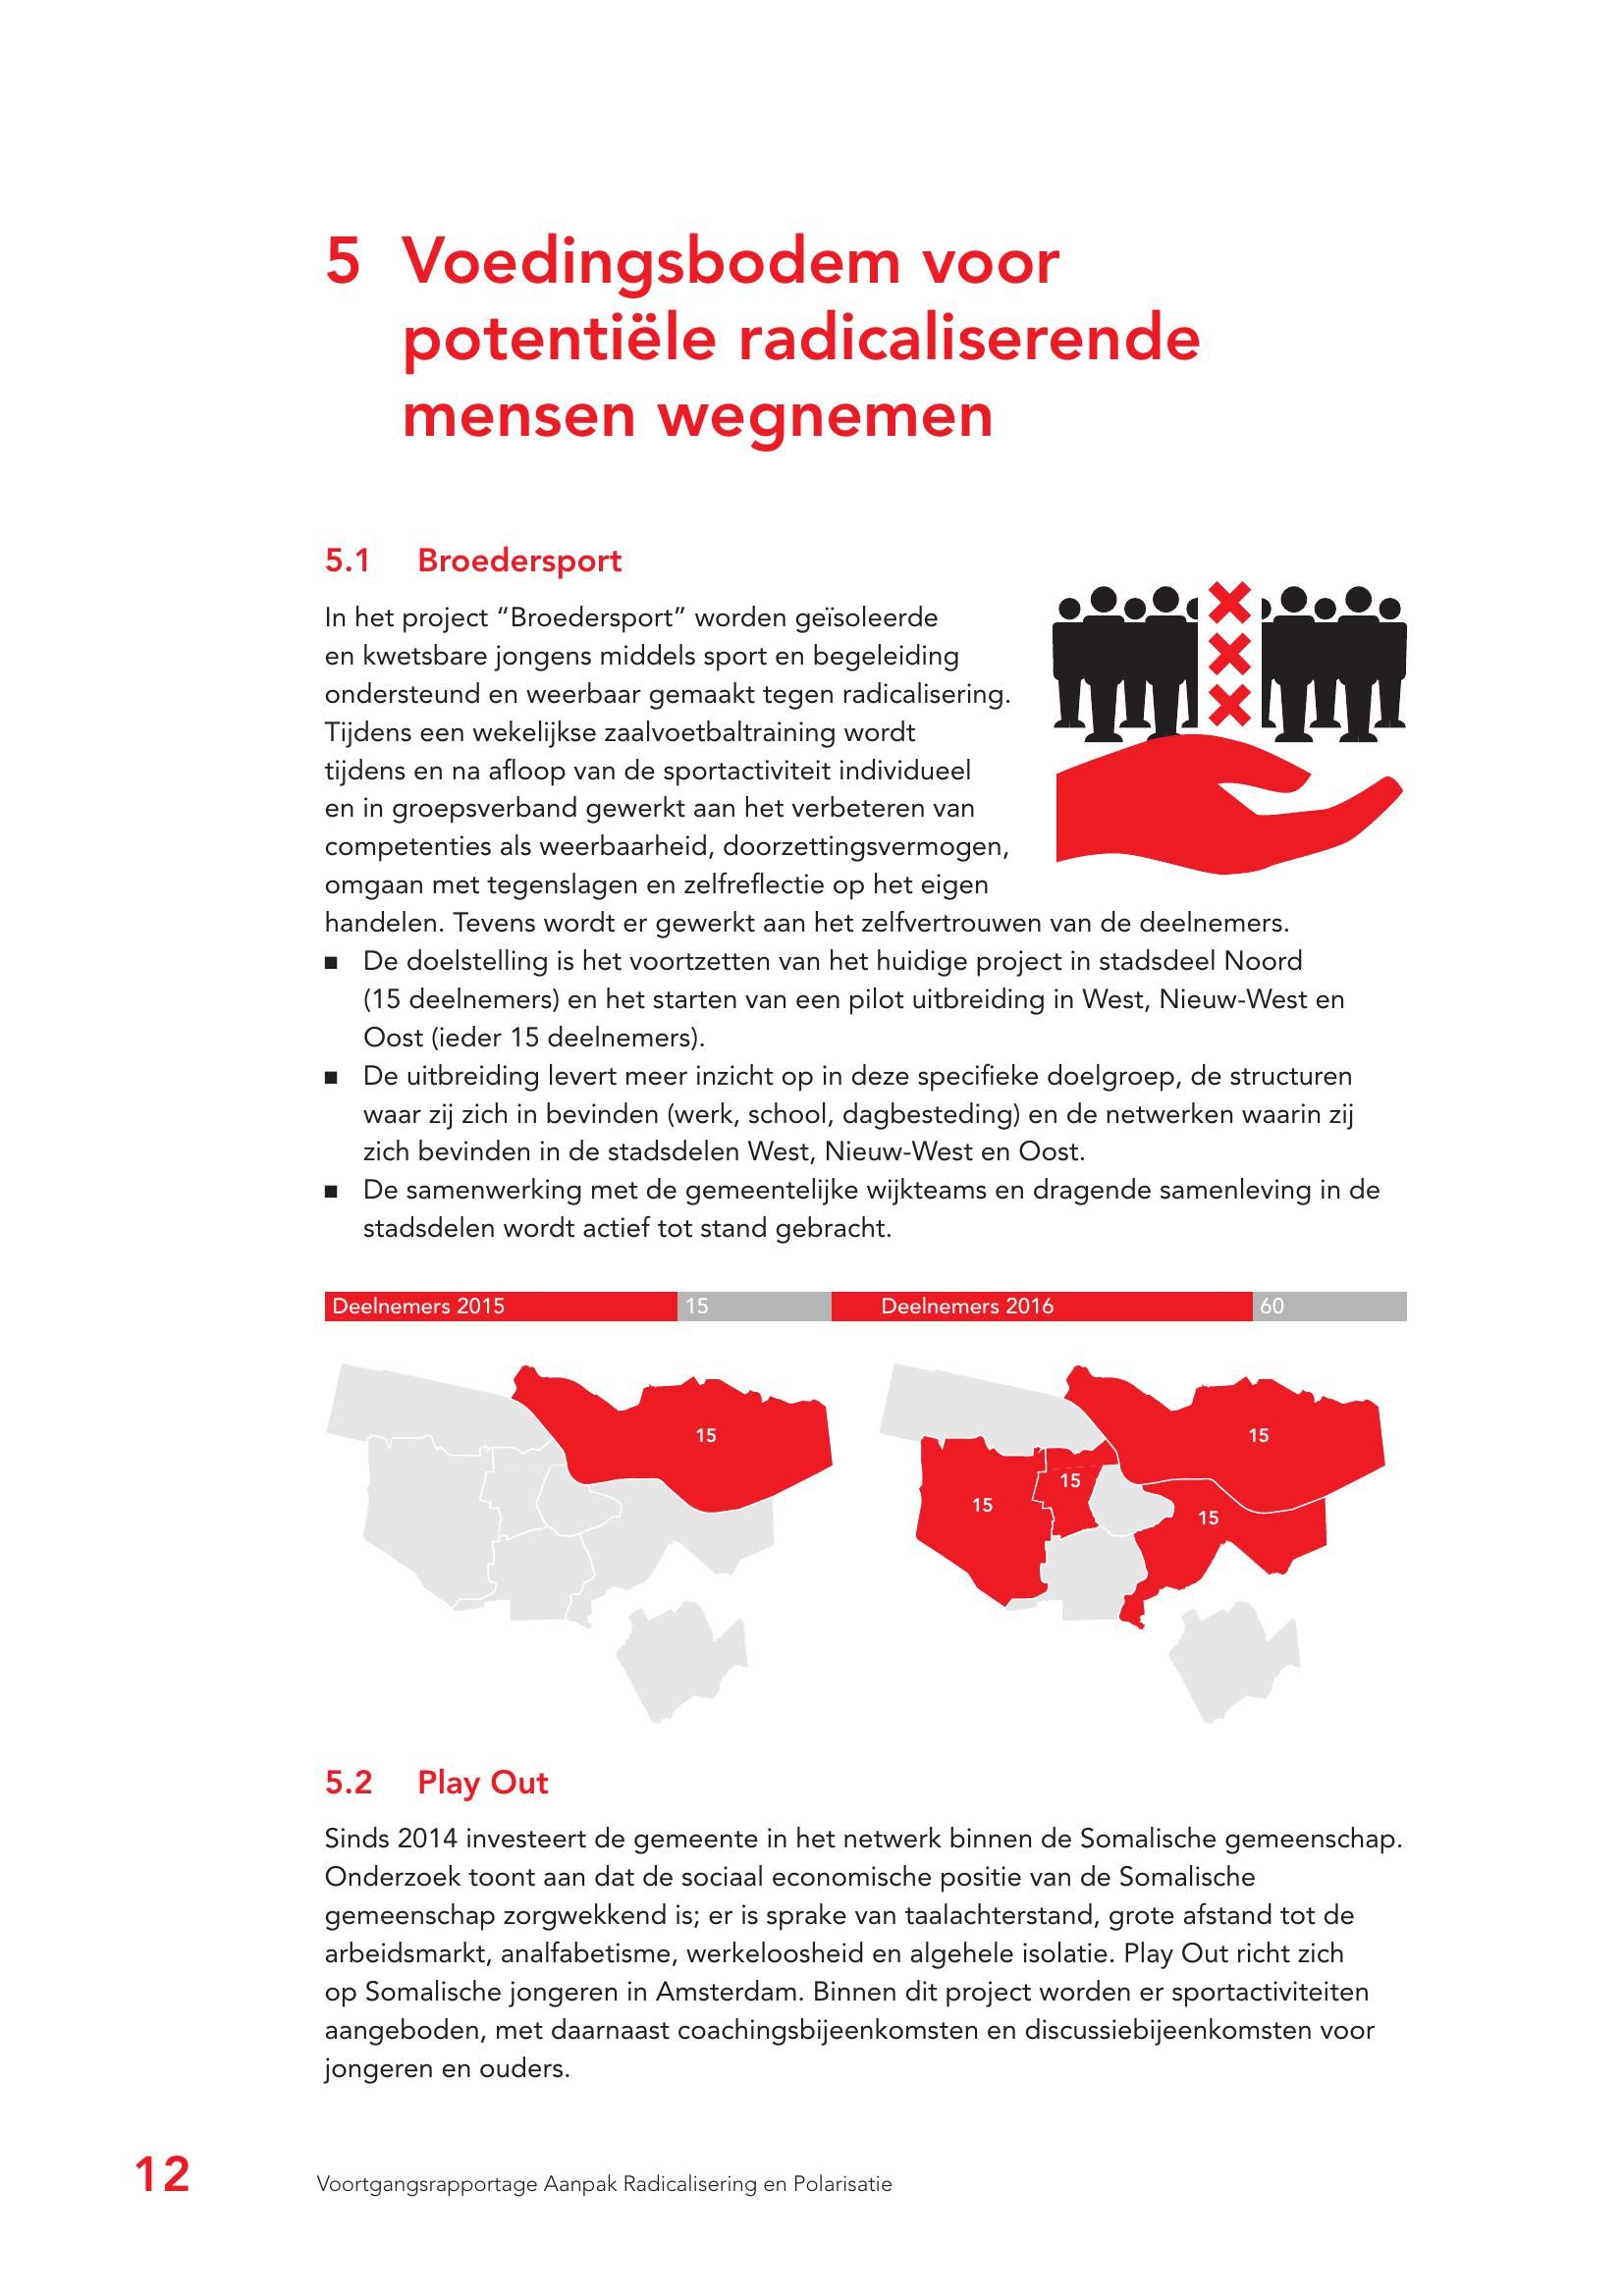 5 Voedingsbodem voor
potentiële radicaliserende
mensen wegnemen
5.1 Broedersport
In het project “Broedersport” worden geïsoleerde
en kwetsbare jongens middels sport en begeleiding
ondersteund en weerbaar gemaakt tegen radicalisering.
Tijdens een wekelijkse zaalvoetbaltraining wordt
tijdens en na afloop van de sportactiviteit individueel
en in groepsverband gewerkt aan het verbeteren van
competenties als weerbaarheid, doorzettingsvermogen,
omgaan met tegenslagen en zelfreflectie op het eigen
handelen. Tevens wordt er gewerkt aan het zelfvertrouwen van de deelnemers.
■ De doelstelling is het voortzetten van het huidige project in stadsdeel Noord
(15 deelnemers) en het starten van een pilot uitbreiding in West, Nieuw-West en
Oost (ieder 15 deelnemers).
■ De uitbreiding levert meer inzicht op in deze specifieke doelgroep, de structuren
waar zij zich in bevinden (werk, school, dagbesteding) en de netwerken waarin zij
zich bevinden in de stadsdelen West, Nieuw-West en Oost.
■ De samenwerking met de gemeentelijke wijkteams en dragende samenleving in de
stadsdelen wordt actief tot stand gebracht.
Deelnemers 2015 15 Deelnemers 2016 60
15
15
15
15
15
5.2 Play Out
Sinds 2014 investeert de gemeente in het netwerk binnen de Somalische gemeenschap.
Onderzoek toont aan dat de sociaal economische positie van de Somalische
gemeenschap zorgwekkend is; er is sprake van taalachterstand, grote afstand tot de
arbeidsmarkt, analfabetisme, werkeloosheid en algehele isolatie. Play Out richt zich
op Somalische jongeren in Amsterdam. Binnen dit project worden er sportactiviteiten
aangeboden, met daarnaast coachingsbijeenkomsten en discussiebijeenkomsten voor
jongeren en ouders.
12 Voortgangsrapportage Aanpak Radicalisering en Polarisatie